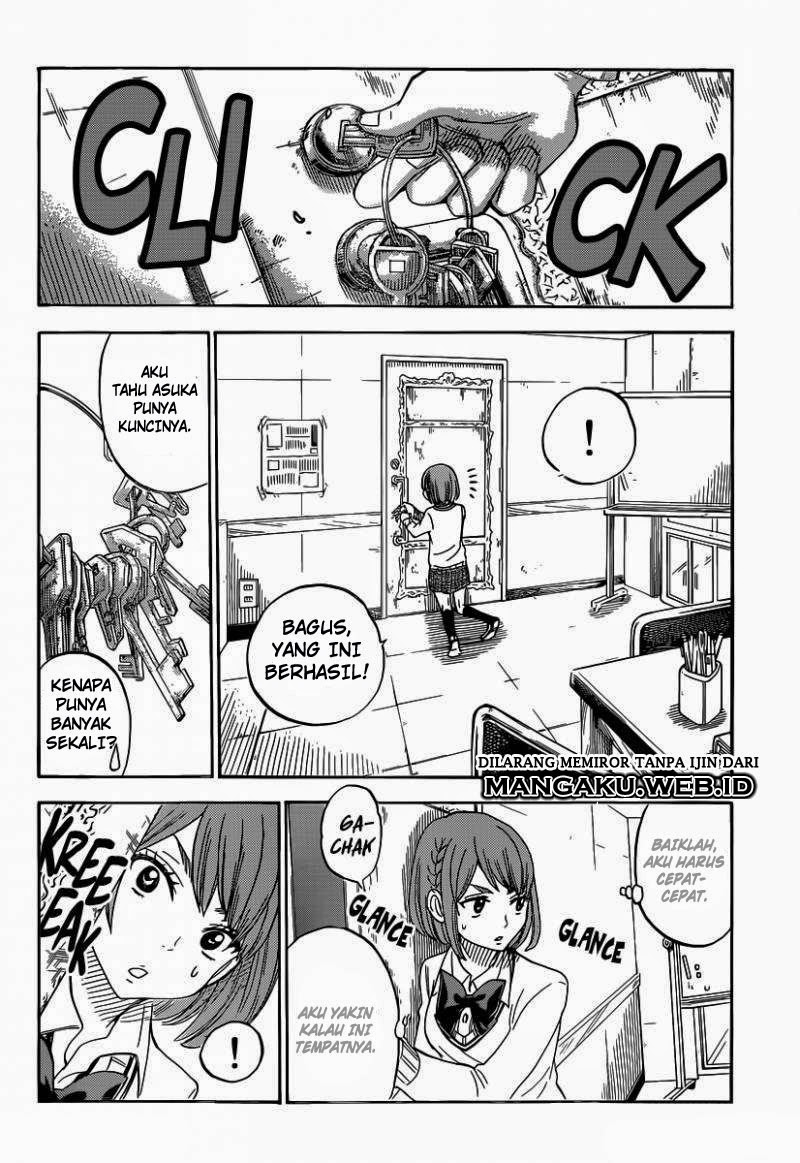 CLI
CK
!
BAGUS,
YANG INI
BERHASIL!
AKU
TAHU ASUKA
PUNYA
KUNCINYA.
KENAPA
PUNYA
BANYAK
SEKALI?
DILARANG MEMIROR TANPA IJIN DARI
MANGAKU.WEB.ID
BAIKLAH,
AKU HARUS
CEPAT-
CEPAT.
GLANCE
GA-
CHAK
GLANCE
AKU YAKIN
KALAU INI
TEMPATNYA.
KREE
EAK
!